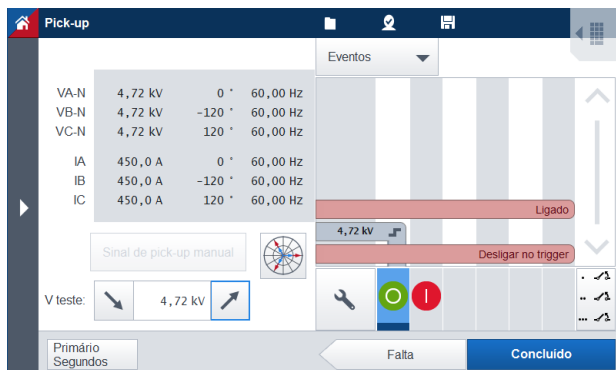 Pick-up
Eventos
VA-N 4,72 kV 0 ° 60,00 Hz
VB-N 4,72 kV -120 ° 60,00 Hz
VC-N 4,72 kV 120 ° 60,00 Hz
IA 450,0 A 0 ° 60,00 Hz
IB 450,0 A -120 ° 60,00 Hz
IC 450,0 A 120 ° 60,00 Hz
Ligado
4,72 kV
Desligar no trigger
Sinal de pick-up manual
V teste: 4,72 kV
Primário
Segundos
Falta
Concluído